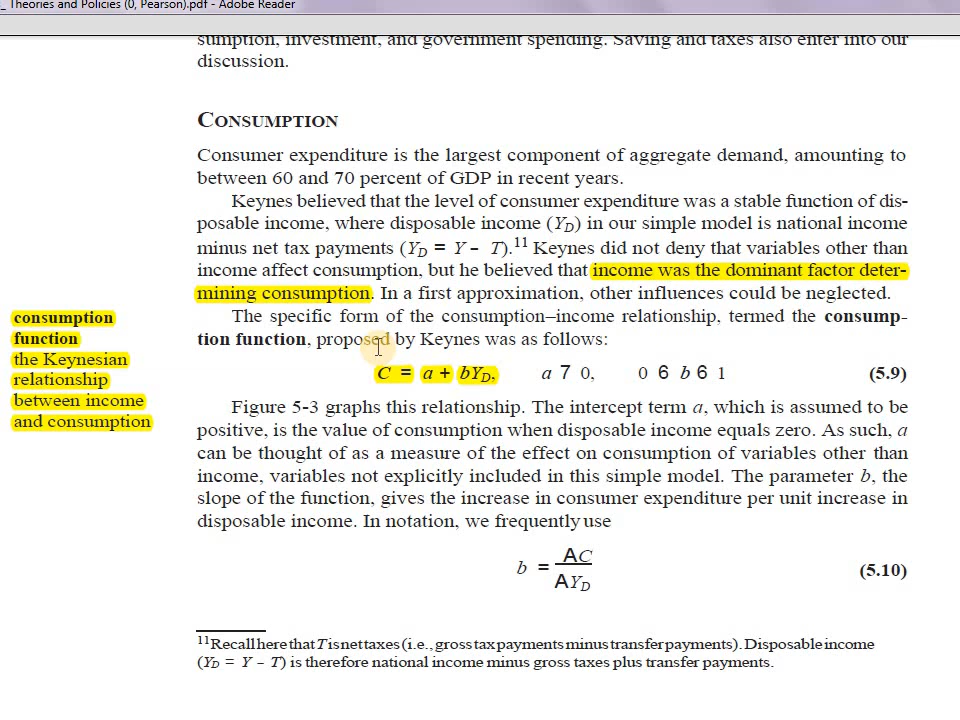 _ Theories and Policies (0, Pearson).pdf - Adobe Reader
sumption, investment, and government spending. Saving and taxes also enter into our
discussion.
CONSUMPTION
Consumer expenditure is the largest component of aggregate demand, amounting to
between 60 and 70 percent of GDP in recent years.
Keynes believed that the level of consumer expenditure was a stable function of dis-
posable income, where disposable income (YD) in our simple model is national income
minus net tax payments (YD = Y – T).11 Keynes did not deny that variables other than
income affect consumption, but he believed that income was the dominant factor deter-
mining consumption. In a first approximation, other influences could be neglected.
The specific form of the consumption–income relationship, termed the consump-
tion function, proposed by Keynes was as follows:
C = a + bYD, a 7 0, 0 6 b 6 1 (5.9)
consumption
function
the Keynesian
relationship
between income
and consumption
Figure 5-3 graphs this relationship. The intercept term a, which is assumed to be
positive, is the value of consumption when disposable income equals zero. As such, a
can be thought of as a measure of the effect on consumption of variables other than
income, variables not explicitly included in this simple model. The parameter b, the
slope of the function, gives the increase in consumer expenditure per unit increase in
disposable income. In notation, we frequently use
b = AC
AYD
(5.10)
11Recall here that T is net taxes (i.e., gross tax payments minus transfer payments). Disposable income
(YD = Y – T) is therefore national income minus gross taxes plus transfer payments.